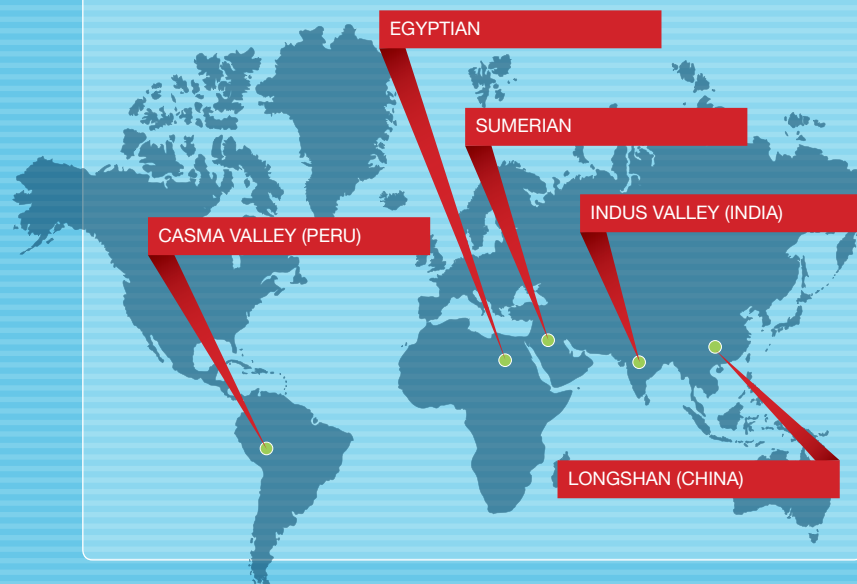 EGYPTIAN
SUMERIAN
INDUS VALLEY (INDIA)
CASMA VALLEY (PERU)
LONGSHAN (CHINA)